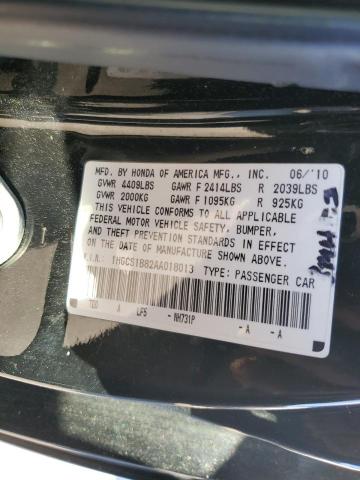 MFD. BY HONDA OF AMERICA MFG., INC. 06/'10
GVWR 4409LBS GAWR F 2414LBS R 2039LBS
GVWR 2000KG GAWR F 1095KG R 925KG
THIS VEHICLE CONFORMS TO ALL APPLICABLE
FEDERAL MOTOR VEHICLE SAFETY, BUMPER,
AND THEFT PREVENTION STANDARDS IN EFFECT
ON THE DATE OF MANUFACTURE SHOWN ABOVE.
V.I.N.: 1HGCS1B82AA018013 TYPE: PASSENGER CAR
A LF5 - NH731P - A - A